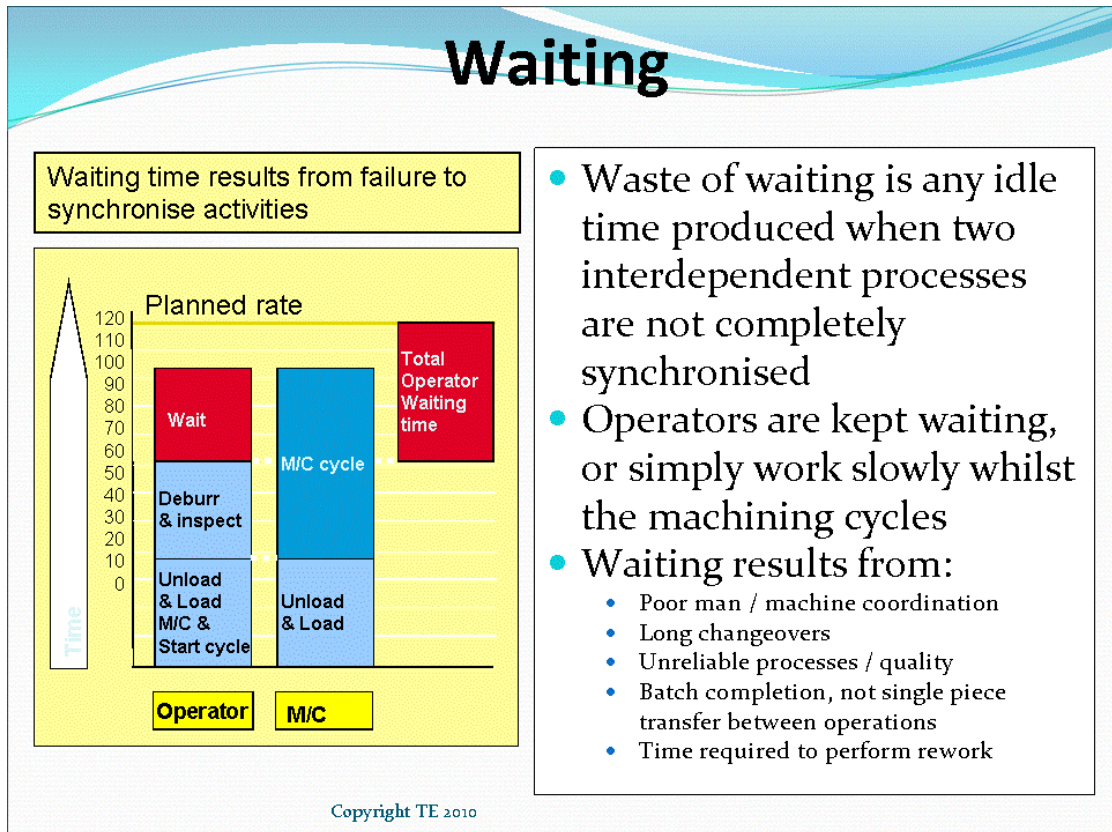 Waiting
Waiting time results from failure to
synchronise activities
Planned rate
120
110
100
90
80
70
60
50
40
30
20
10
0
Time
Wait
Deburr
& inspect
Unload
& Load
M/C &
Start cycle
M/C cycle
Unload
& Load
Total
Operator
Waiting
time
Operator
M/C
• Waste of waiting is any idle
time produced when two
interdependent processes
are not completely
synchronised
• Operators are kept waiting,
or simply work slowly whilst
the machining cycles
• Waiting results from:
• Poor man / machine coordination
• Long changeovers
• Unreliable processes / quality
• Batch completion, not single piece
transfer between operations
• Time required to perform rework
Copyright TE 2010